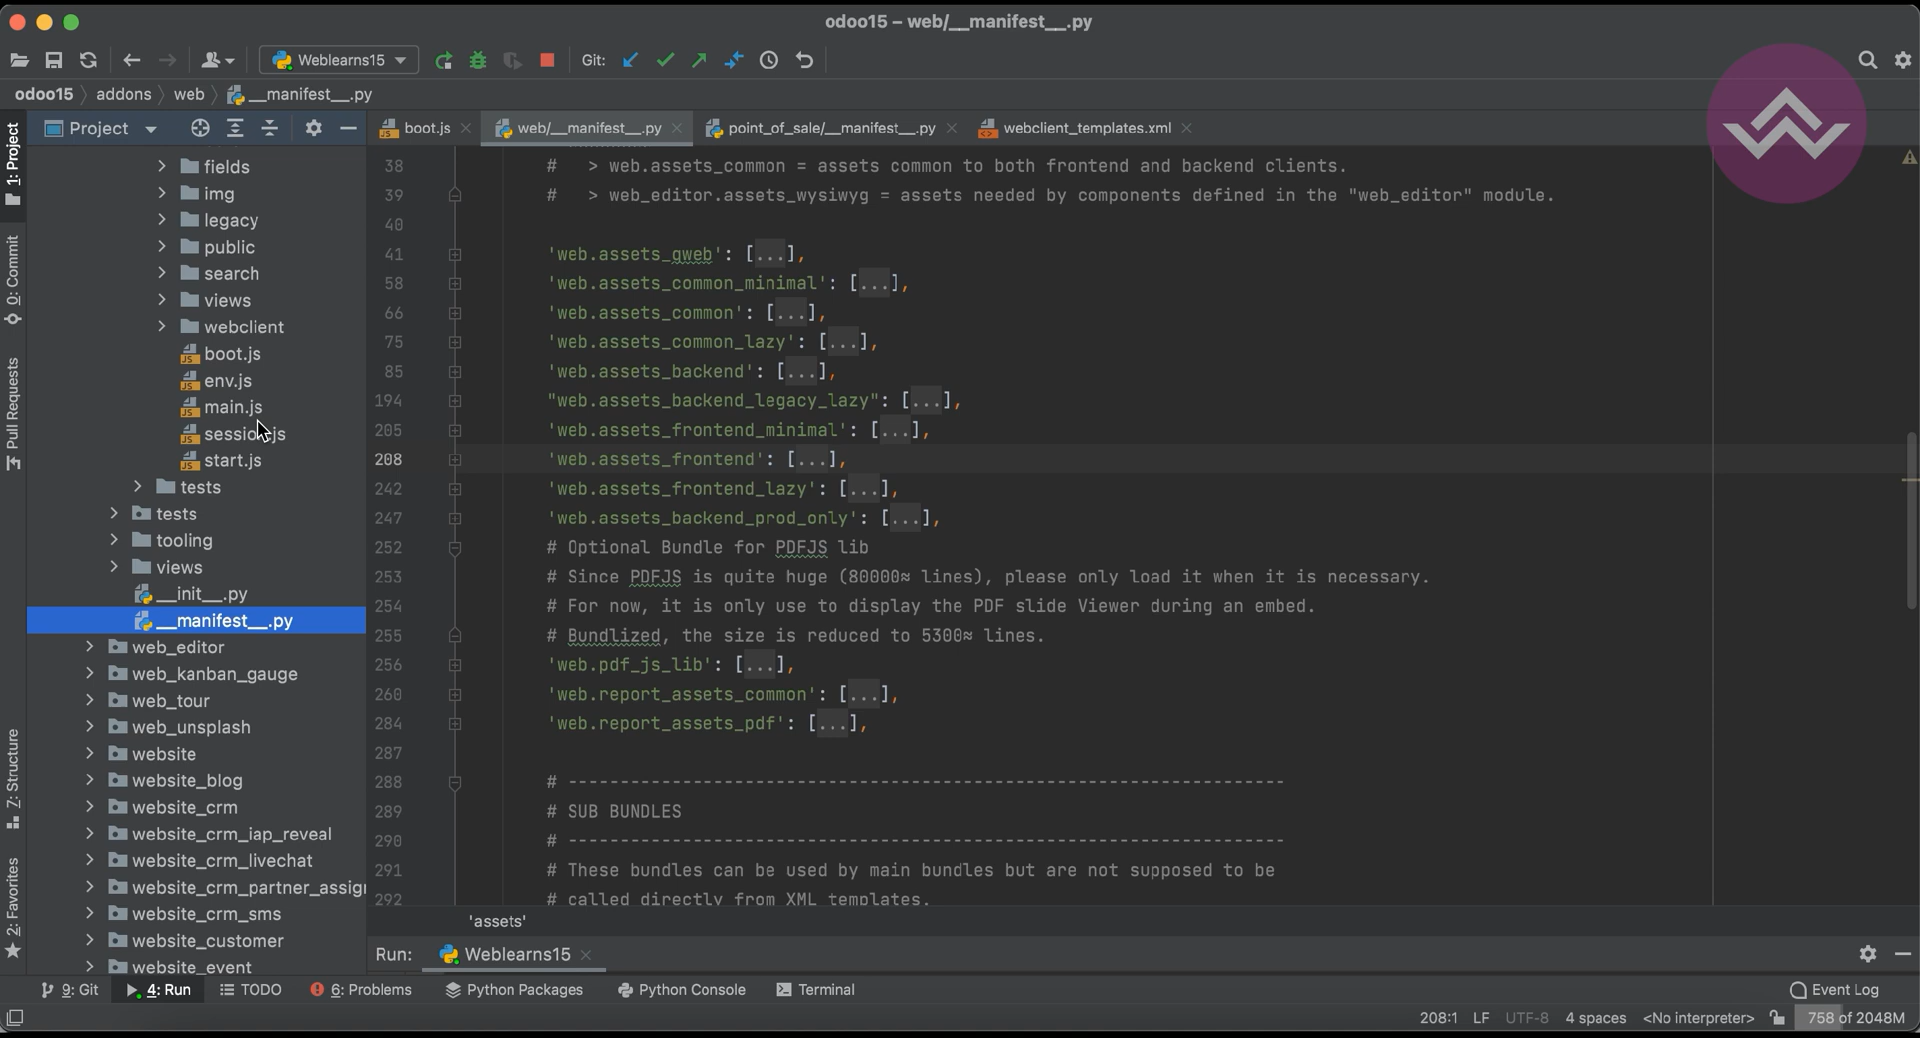 odoo15 – web/__manifest__.py
Weblearns15
Git:
odoo15 addons web __manifest__.py
1: Project
0: Commit
Pull Requests
7: Structure
2: Favorites
Project
fields
img
legacy
public
search
views
webclient
boot.js
env.js
main.js
start.js
tests
tests
tooling
views
__init__.py
__manifest__.py
web_editor
web_kanban_gauge
web_tour
web_unsplash
website
website_blog
website_crm
website_crm_iap_reveal
website_crm_livechat
website_crm_partner_assig
website_crm_sms
website_customer
website_event
boot.js web/__manifest__.py point_of_sale/__manifest__.py webclient_templates.xml
38 # > web.assets_common = assets common to both frontend and backend clients.
39 # > web_editor.assets_wysiwyg = assets needed by components defined in the "web_editor" module.
40
41 'web.assets_qweb': [...],
58 'web.assets_common_minimal': [...],
66 'web.assets_common': [...],
75 'web.assets_common_lazy': [...],
85 'web.assets_backend': [...],
194 "web.assets_backend_legacy_lazy": [...],
205 'web.assets_frontend_minimal': [...],
208 'web.assets_frontend': [...],
242 'web.assets_frontend_lazy': [...],
247 'web.assets_backend_prod_only': [...],
252 # Optional Bundle for PDFJS lib
253 # Since PDFJS is quite huge (80000≈ lines), please only load it when it is necessary.
254 # For now, it is only use to display the PDF slide Viewer during an embed.
255 # Bundlized, the size is reduced to 5300≈ lines.
256 'web.pdf_js_lib': [...],
260 'web.report_assets_common': [...],
284 'web.report_assets_pdf': [...],
287
288 # ---------------------------------------------------------------------
289 # SUB BUNDLES
290 # ---------------------------------------------------------------------
291 # These bundles can be used by main bundles but are not supposed to be
292 # called directly from XML templates.
'assets'
Run: Weblearns15
9: Git 4: Run TODO 6: Problems Python Packages Python Console Terminal Event Log
208:1 LF UTF-8 4 spaces <No interpreter> 758 of 2048M